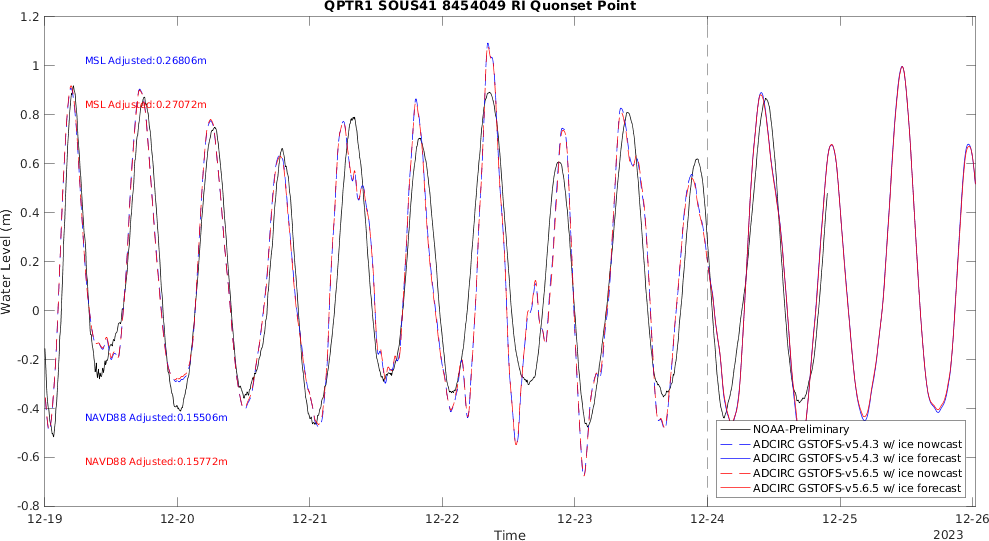 QPTR1 SOUS41 8454049 RI Quonset Point
1.2
1
0.8
0.6
0.4
0.2
0
-0.2
-0.4
-0.6
-0.8
Water Level (m)
MSL Adjusted:0.26806m
MSL Adjusted:0.27072m
NAVD88 Adjusted:0.15506m
NAVD88 Adjusted:0.15772m
NOAA-Preliminary
ADCIRC GSTOFS-v5.4.3 w/ ice nowcast
ADCIRC GSTOFS-v5.4.3 w/ ice forecast
ADCIRC GSTOFS-v5.6.5 w/ ice nowcast
ADCIRC GSTOFS-v5.6.5 w/ ice forecast
12-19 12-20 12-21 12-22 12-23 12-24 12-25 12-26
Time
2023